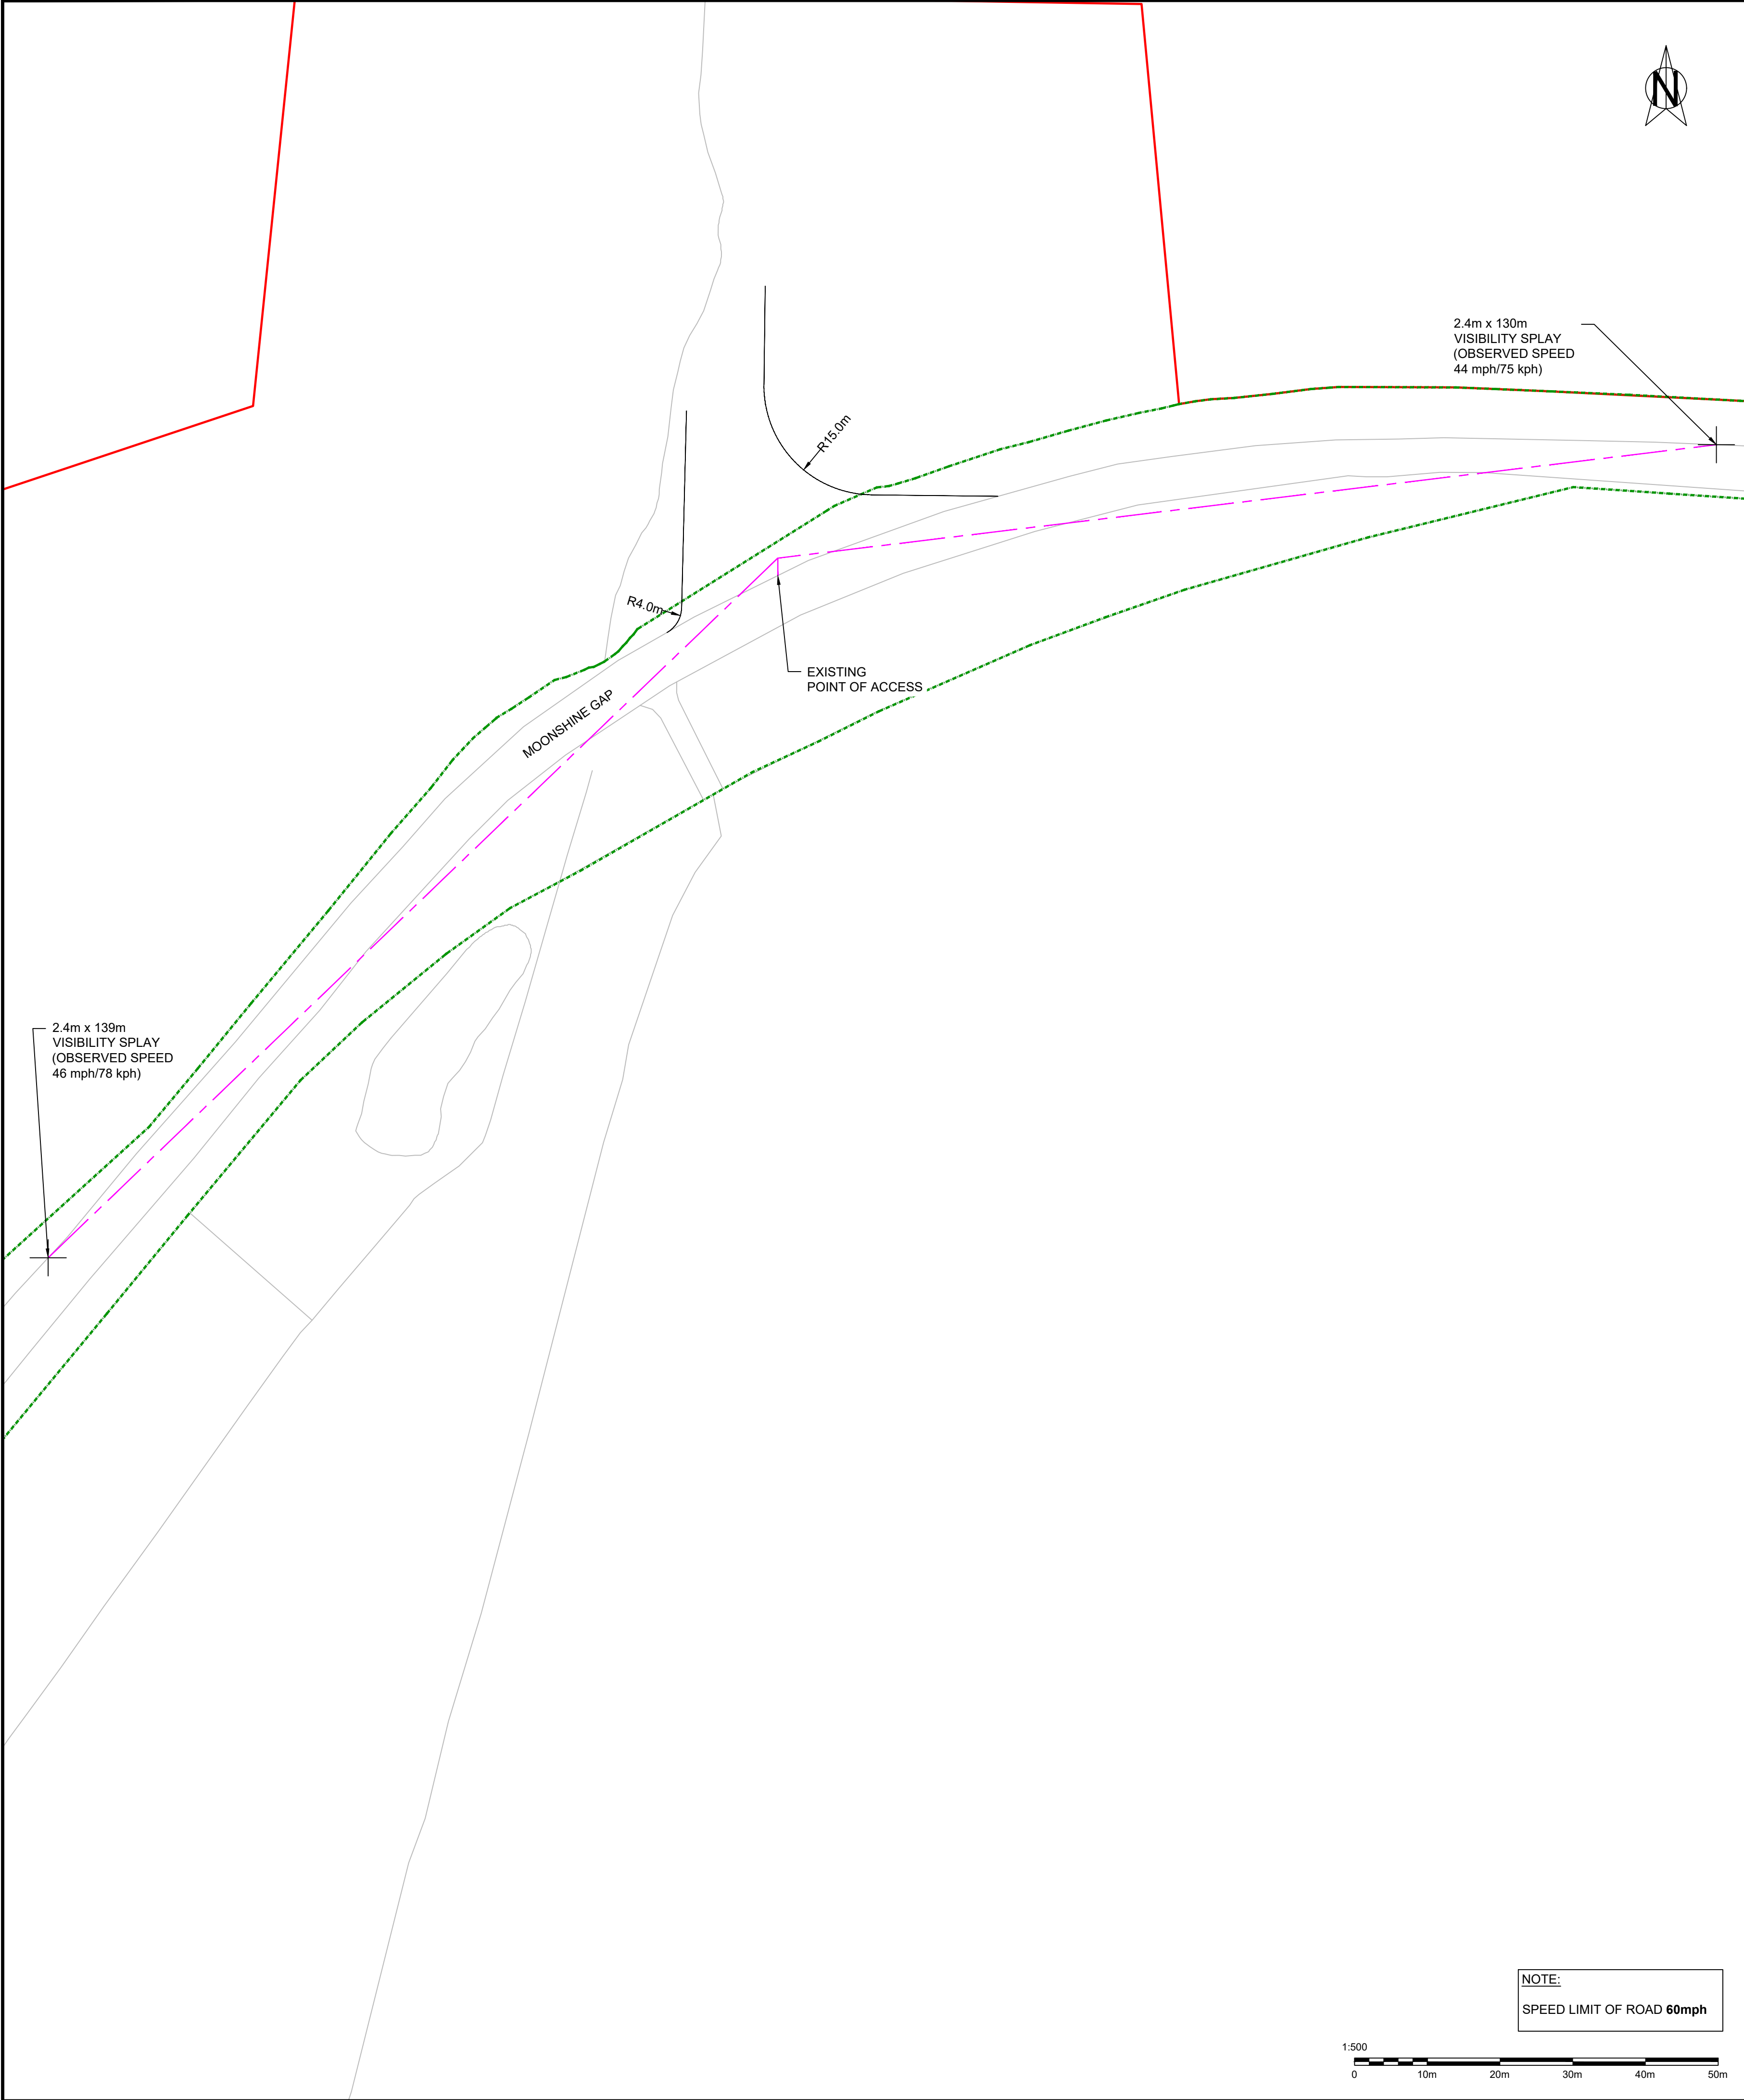 N
2.4m x 130m
VISIBILITY SPLAY
(OBSERVED SPEED
44 mph/75 kph)
R15.0m
R4.0m
EXISTING
POINT OF ACCESS
MOONSHINE GAP
2.4m x 139m
VISIBILITY SPLAY
(OBSERVED SPEED
46 mph/78 kph)
NOTE:
SPEED LIMIT OF ROAD 60mph
1:500
0 10m 20m 30m 40m 50m